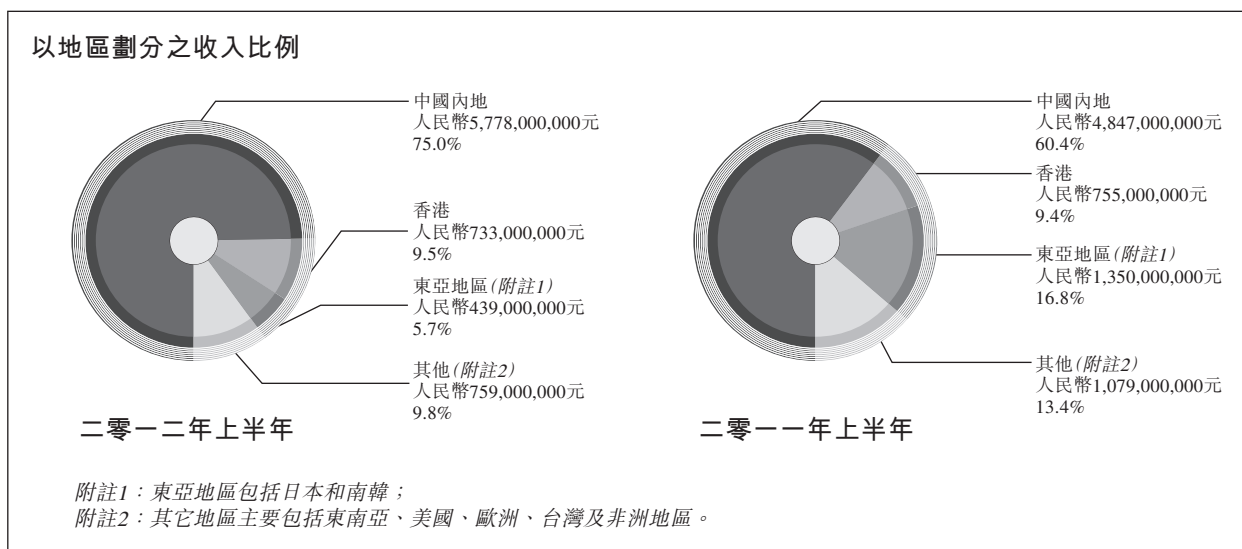 以地區劃分之收入比例
中國內地
人民幣5,778,000,000元
75.0%
香港
人民幣733,000,000元
9.5%
東亞地區(附註1)
人民幣439,000,000元
5.7%
其他(附註2)
人民幣759,000,000元
9.8%
二零一二年上半年
中國內地
人民幣4,847,000,000元
60.4%
香港
人民幣755,000,000元
9.4%
東亞地區(附註1)
人民幣1,350,000,000元
16.8%
其他(附註2)
人民幣1,079,000,000元
13.4%
二零一一年上半年
附註1：東亞地區包括日本和南韓；
附註2：其它地區主要包括東南亞、美國、歐洲、台灣及非洲地區。